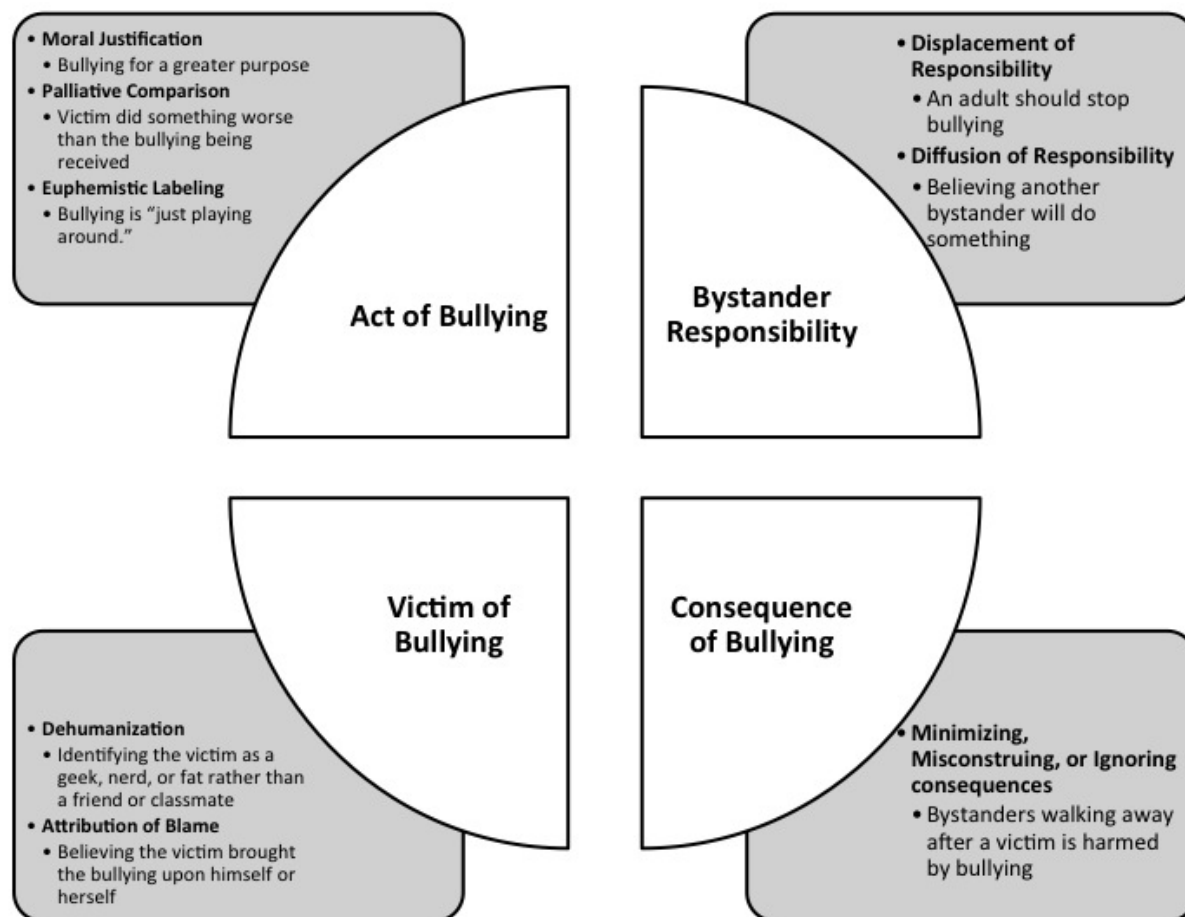 • Moral Justification
• Bullying for a greater purpose
• Palliative Comparison
• Victim did something worse
than the bullying being
received
• Euphemistic Labeling
• Bullying is “just playing
around.”
Act of Bullying
• Displacement of
Responsibility
• An adult should stop
bullying
• Diffusion of Responsibility
• Believing another
bystander will do
something
Bystander
Responsibility
Victim of
Bullying
• Dehumanization
• Identifying the victim as a
geek, nerd, or fat rather than
a friend or classmate
• Attribution of Blame
• Believing the victim brought
the bullying upon himself or
herself
Consequence
of Bullying
• Minimizing,
Misconstruing, or Ignoring
consequences
• Bystanders walking away
after a victim is harmed
by bullying